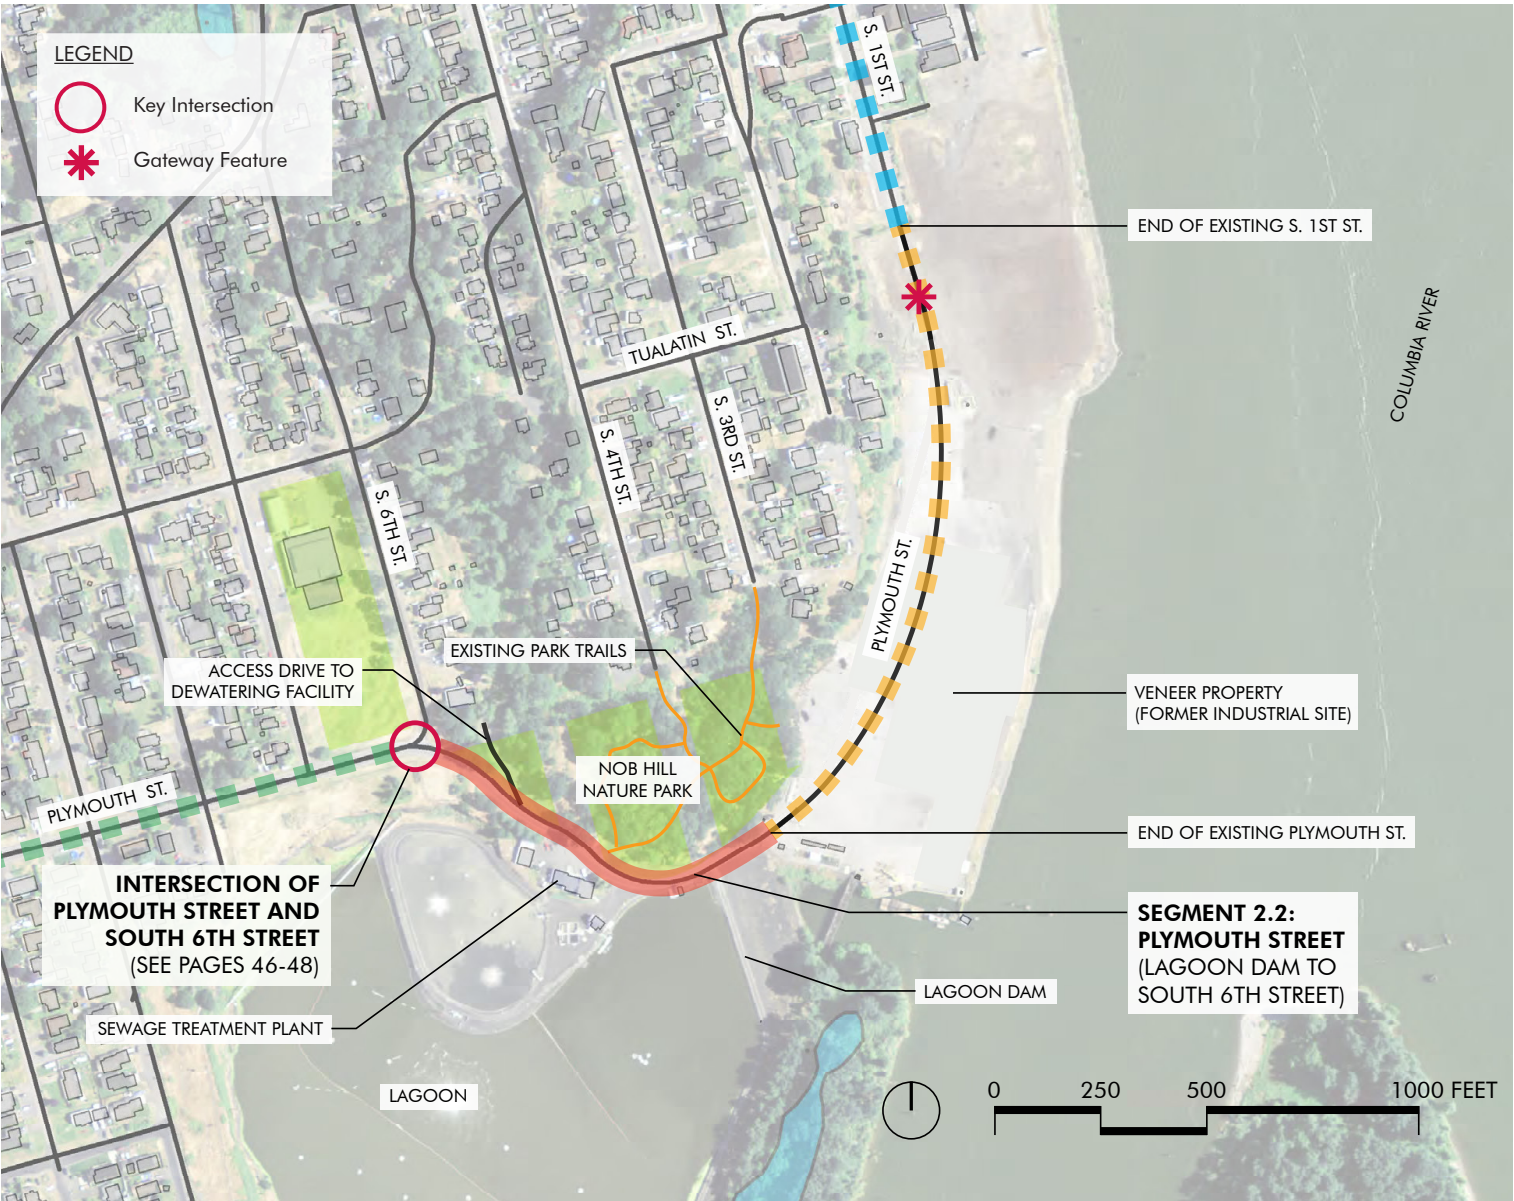 LEGEND
Key Intersection
Gateway Feature
S. 1ST ST.
END OF EXISTING S. 1ST ST.
COLUMBIA RIVER
TUALATIN ST.
S. 3RD ST.
S. 4TH ST.
S. 6TH ST.
PLYMOUTH ST.
EXISTING PARK TRAILS
ACCESS DRIVE TO
DEWATERING FACILITY
VENEER PROPERTY
(FORMER INDUSTRIAL SITE)
NOB HILL
NATURE PARK
PLYMOUTH ST.
END OF EXISTING PLYMOUTH ST.
INTERSECTION OF
PLYMOUTH STREET AND
SOUTH 6TH STREET
(SEE PAGES 46-48)
SEGMENT 2.2:
PLYMOUTH STREET
(LAGOON DAM TO
SOUTH 6TH STREET)
LAGOON DAM
SEWAGE TREATMENT PLANT
LAGOON
0 250 500 1000 FEET